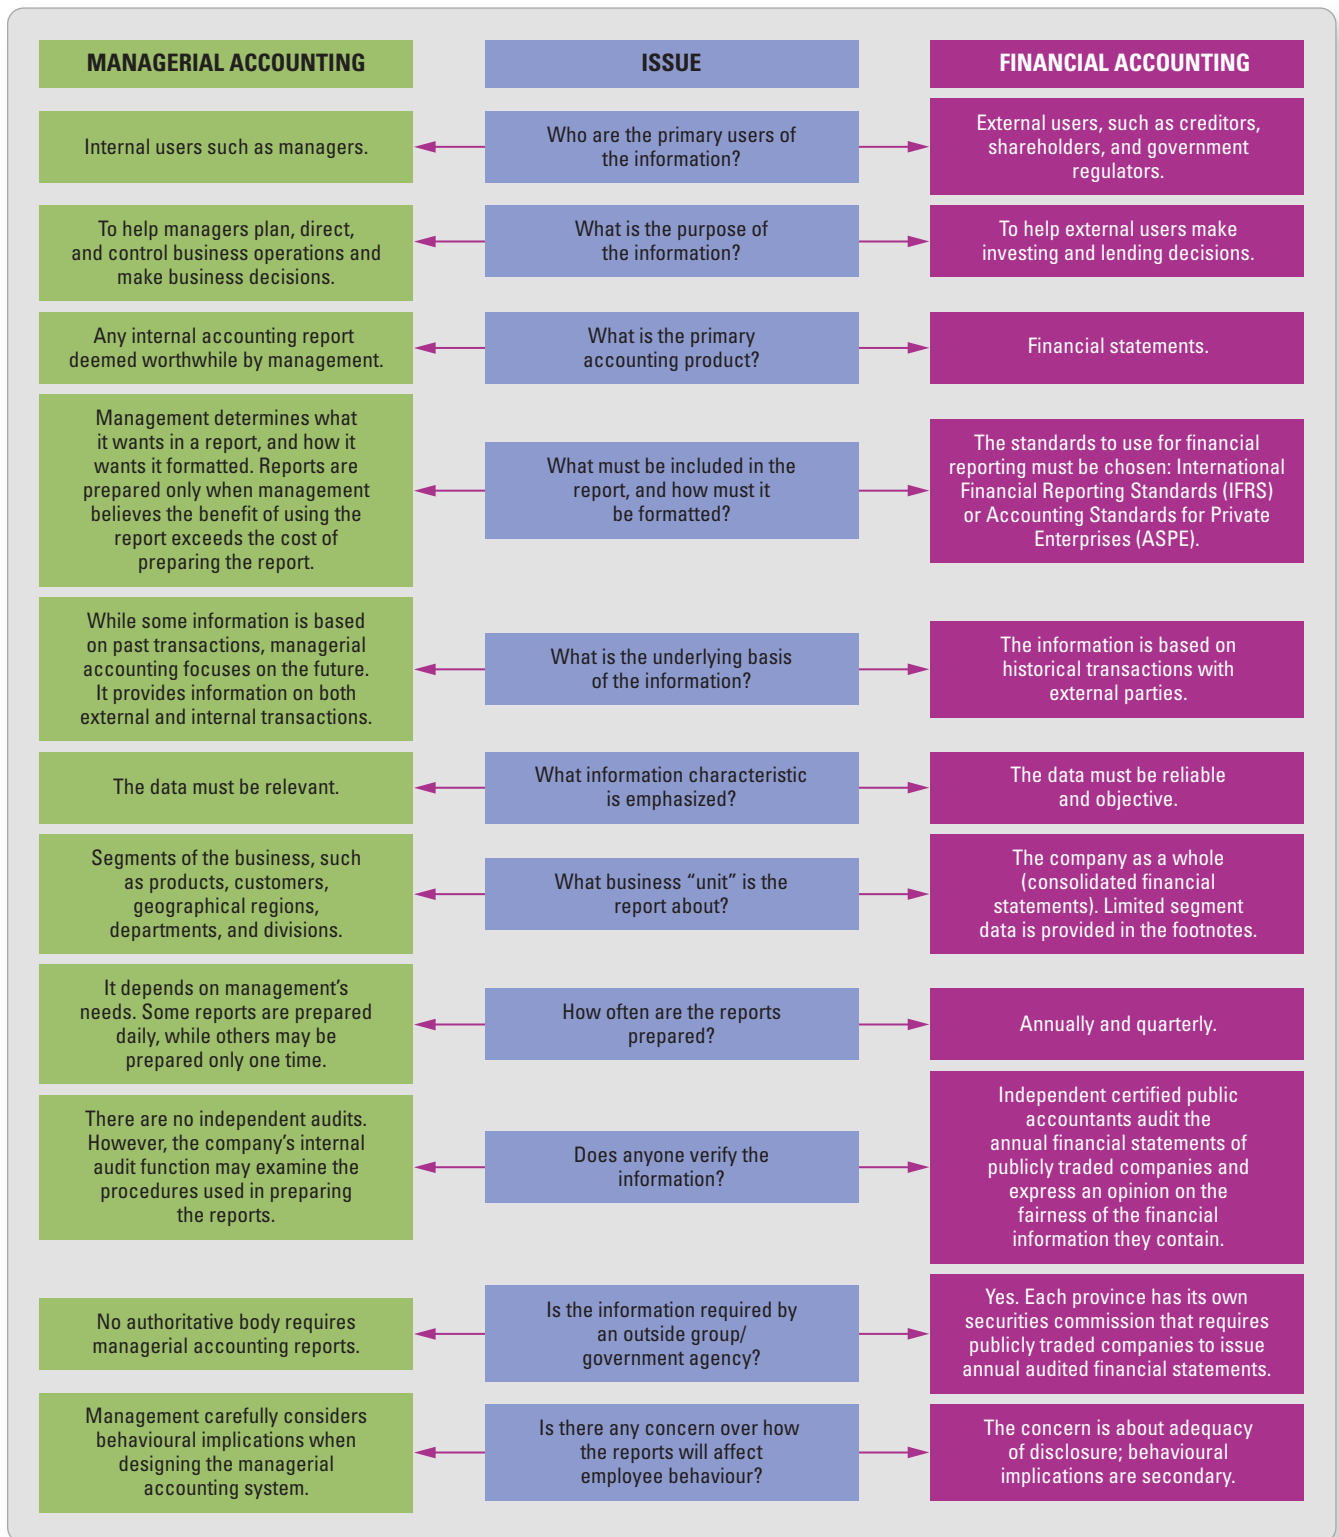 MANAGERIAL ACCOUNTING
ISSUE
FINANCIAL ACCOUNTING
Internal users such as managers.
Who are the primary users of
the information?
External users, such as creditors,
shareholders, and government
regulators.
To help managers plan, direct,
and control business operations and
make business decisions.
What is the purpose of
the information?
To help external users make
investing and lending decisions.
Any internal accounting report
deemed worthwhile by management.
What is the primary
accounting product?
Financial statements.
Management determines what
it wants in a report, and how it
wants it formatted. Reports are
prepared only when management
believes the benefit of using the
report exceeds the cost of
preparing the report.
What must be included in the
report, and how must it
be formatted?
The standards to use for financial
reporting must be chosen: International
Financial Reporting Standards (IFRS)
or Accounting Standards for Private
Enterprises (ASPE).
While some information is based
on past transactions, managerial
accounting focuses on the future.
It provides information on both
external and internal transactions.
What is the underlying basis
of the information?
The information is based on
historical transactions with
external parties.
The data must be relevant.
What information characteristic
is emphasized?
The data must be reliable
and objective.
Segments of the business, such
as products, customers,
geographical regions,
departments, and divisions.
What business “unit” is the
report about?
The company as a whole
(consolidated financial
statements). Limited segment
data is provided in the footnotes.
It depends on management’s
needs. Some reports are prepared
daily, while others may be
prepared only one time.
How often are the reports
prepared?
Annually and quarterly.
There are no independent audits.
However, the company’s internal
audit function may examine the
procedures used in preparing
the reports.
Does anyone verify the
information?
Independent certified public
accountants audit the
annual financial statements of
publicly traded companies and
express an opinion on the
fairness of the financial
information they contain.
No authoritative body requires
managerial accounting reports.
Is the information required by
an outside group/
government agency?
Yes. Each province has its own
securities commission that requires
publicly traded companies to issue
annual audited financial statements.
Management carefully considers
behavioural implications when
designing the managerial
accounting system.
Is there any concern over how
the reports will affect
employee behaviour?
The concern is about adequacy
of disclosure; behavioural
implications are secondary.